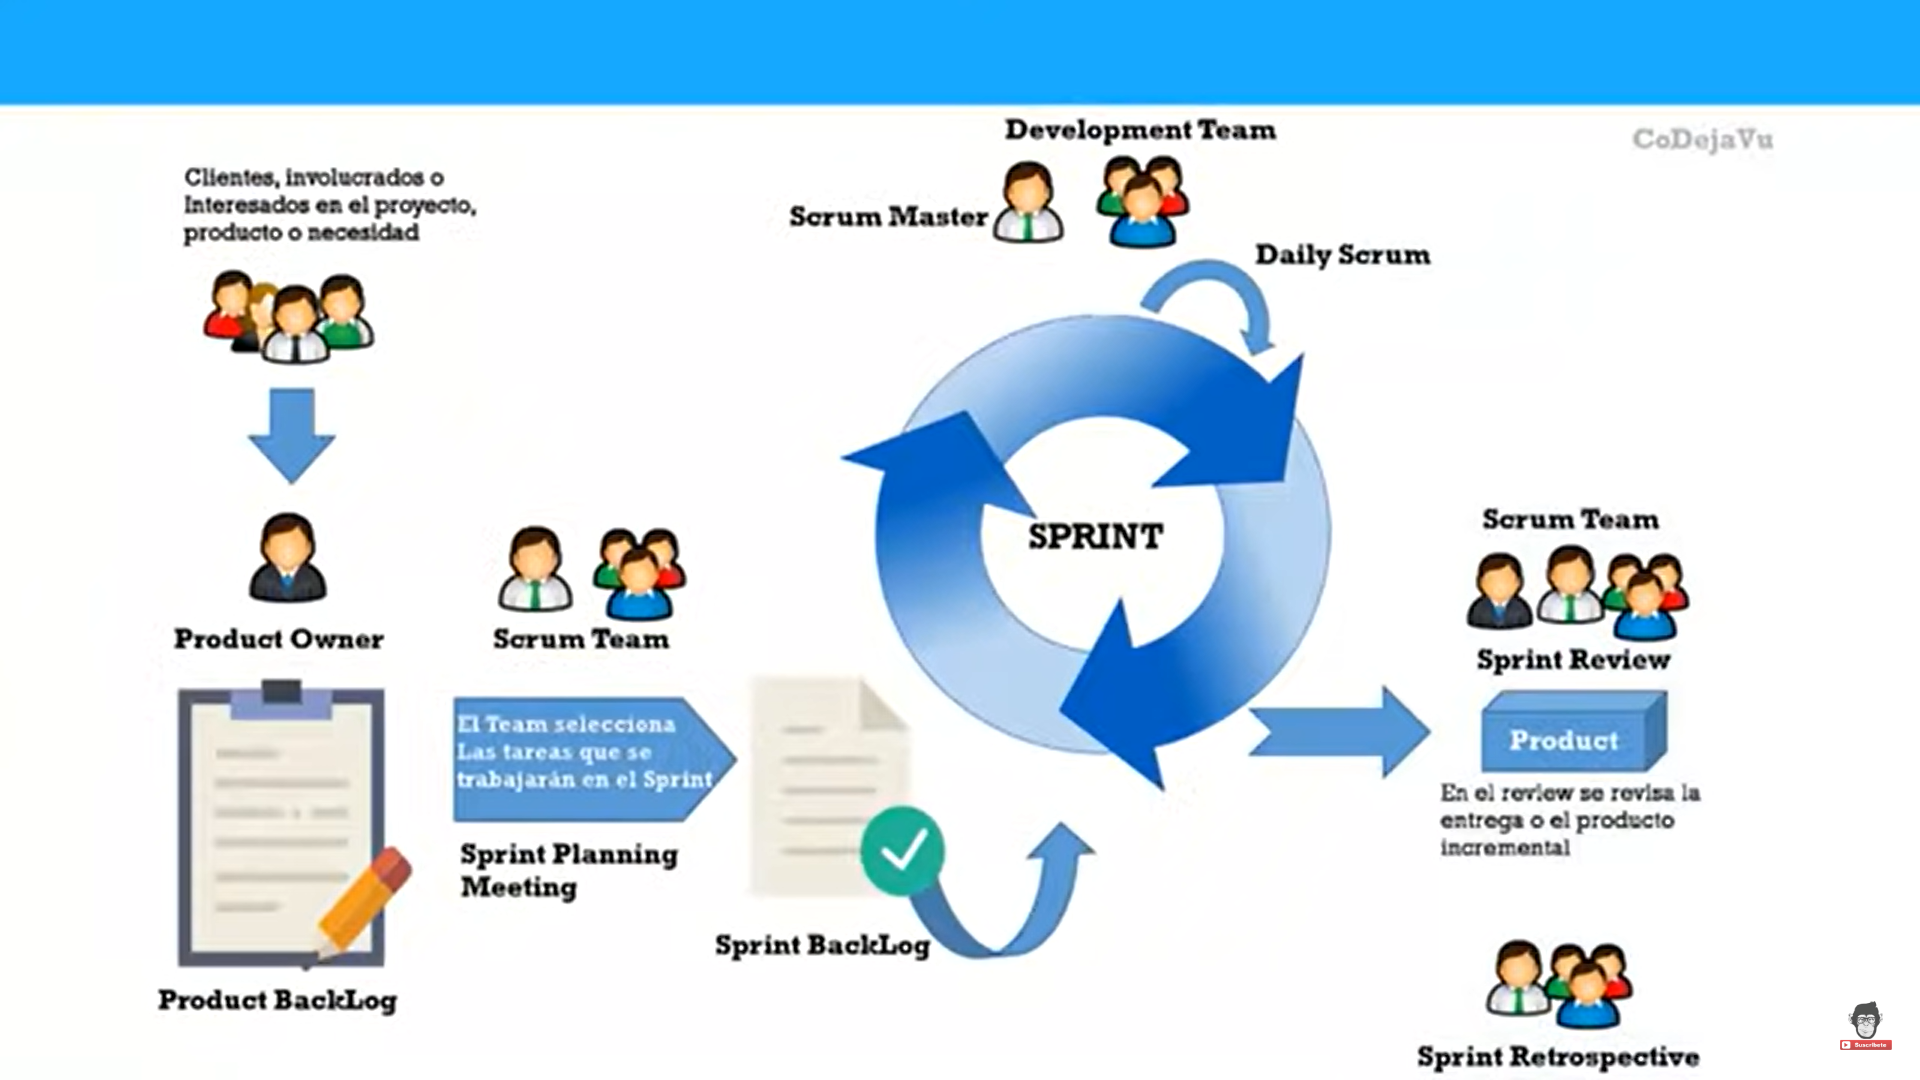 Development Team
CoDejaVu
Clientes, involucrados o
Interesados en el proyecto,
producto o necesidad
Scrum Master
Daily Scrum
SPRINT
Scrum Team
Product Owner
Scrum Team
Sprint Review
El Team selecciona
Las tareas que se
trabajarán en el Sprint
Product
En el review se revisa la
entrega o el producto
incremental
Sprint Planning
Meeting
Sprint BackLog
Product BackLog
Sprint Retrospective
Suscríbete